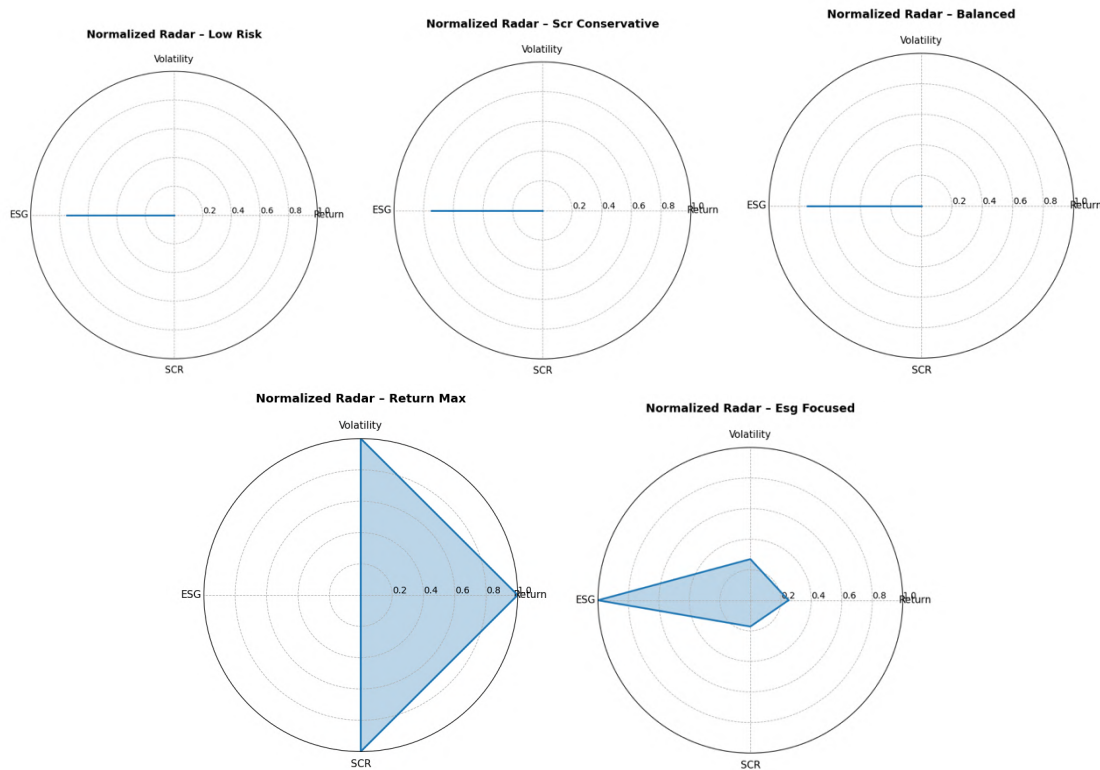 Normalized Radar – Low Risk
Volatility
ESG
0.2 0.4 0.6 0.8 1.0
Return
SCR
Normalized Radar – Scr Conservative
Volatility
ESG
0.2 0.4 0.6 0.8 1.0
Return
SCR
Normalized Radar – Balanced
Volatility
ESG
0.2 0.4 0.6 0.8 1.0
Return
SCR
Normalized Radar – Return Max
Volatility
ESG
0.2 0.4 0.6 0.8 1.0
Return
SCR
Normalized Radar – Esg Focused
Volatility
ESG
0.2 0.4 0.6 0.8 1.0
Return
SCR